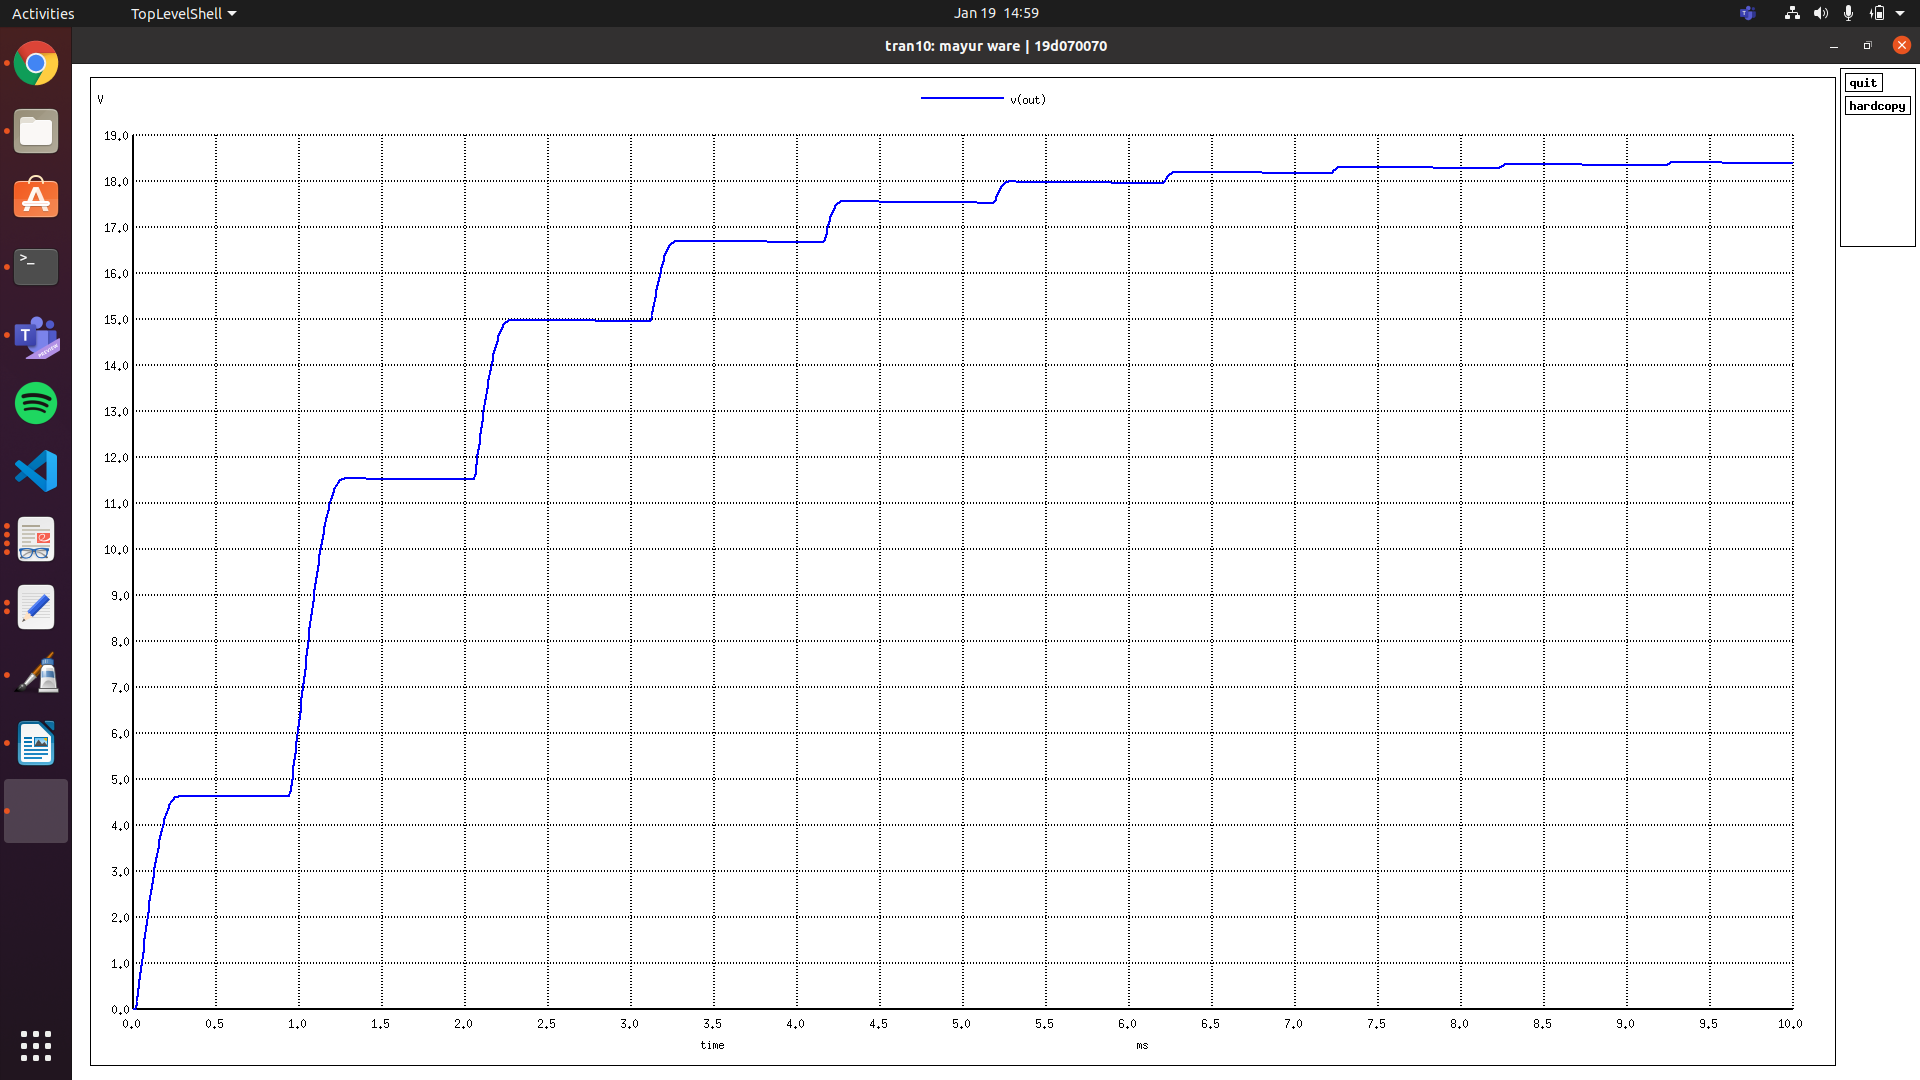 Activities
TopLevelShell
Jan 19 14:59
tran10: mayur ware | 19d070070
quit
hardcopy
V
v(out)
19.0
18.0
17.0
16.0
15.0
14.0
13.0
12.0
11.0
10.0
9.0
8.0
7.0
6.0
5.0
4.0
3.0
2.0
1.0
0.0
0.0 0.5 1.0 1.5 2.0 2.5 3.0 3.5 4.0 4.5 5.0 5.5 6.0 6.5 7.0 7.5 8.0 8.5 9.0 9.5 10.0
time ms
>_
T
PREVIEW